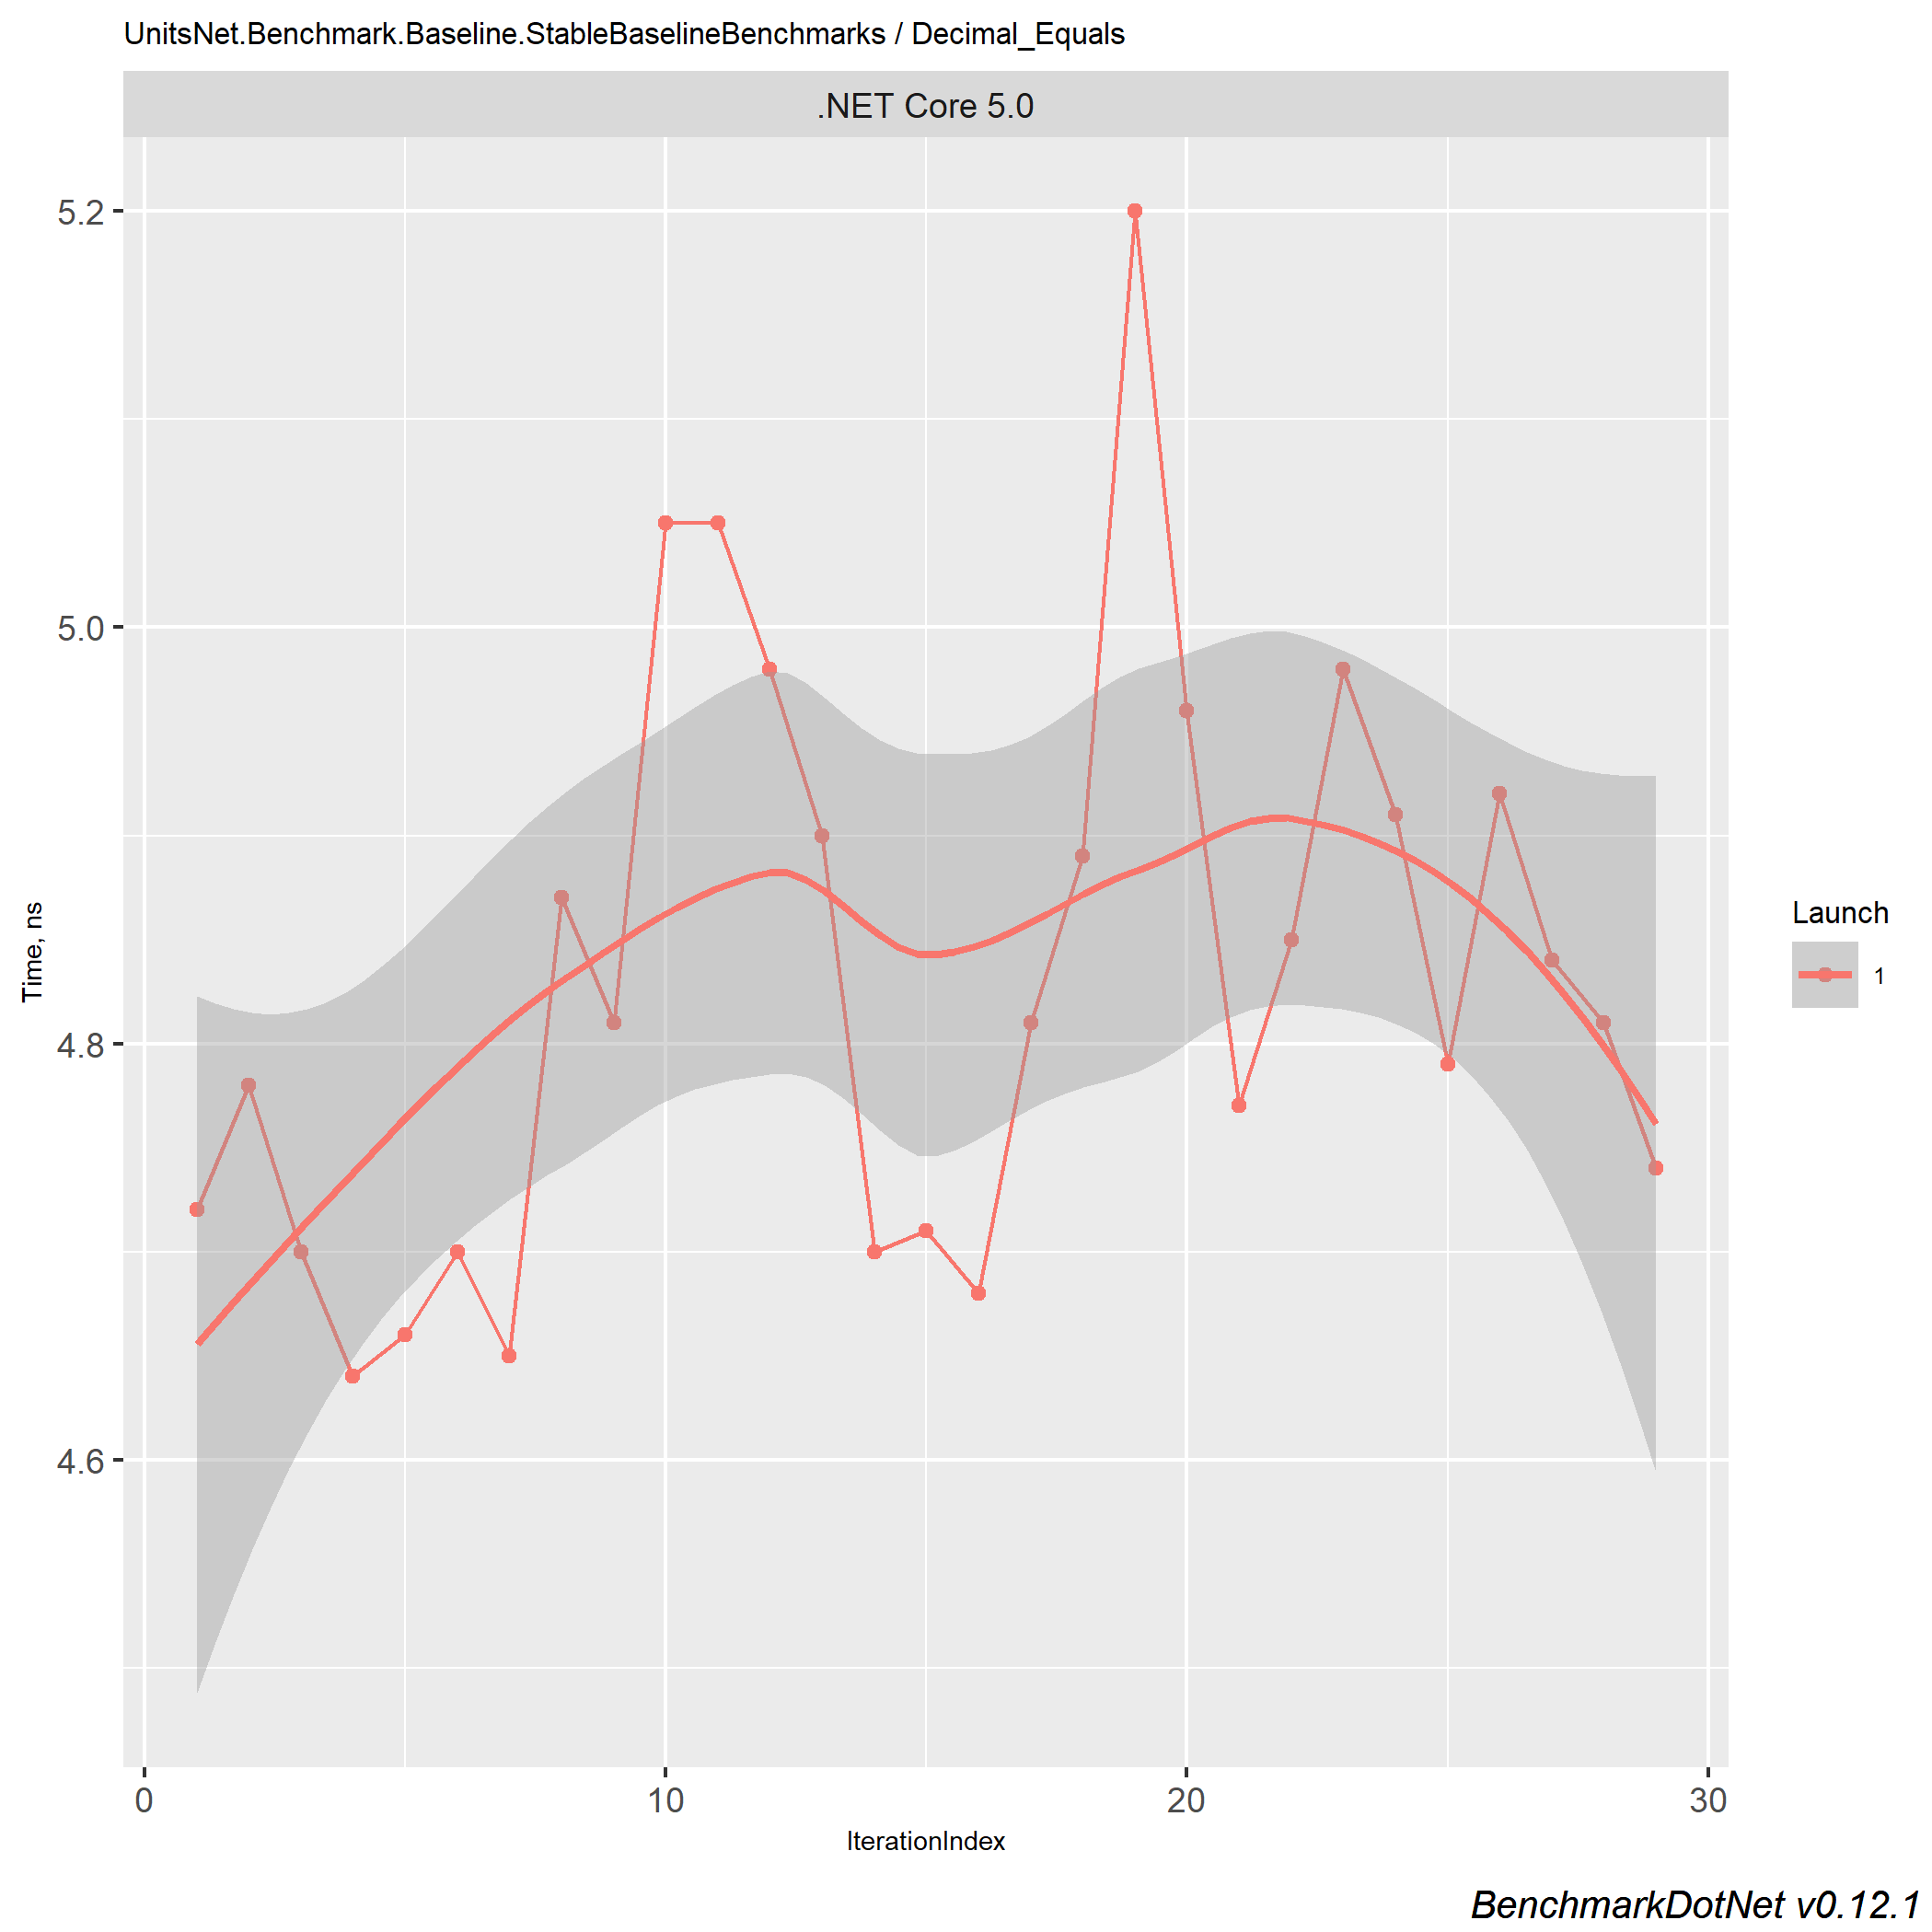 UnitsNet.Benchmark.Baseline.StableBaselineBenchmarks / Decimal_Equals
.NET Core 5.0
5.2
5.0
4.8
4.6
Time, ns
0 10 20 30
IterationIndex
Launch
1
BenchmarkDotNet v0.12.1